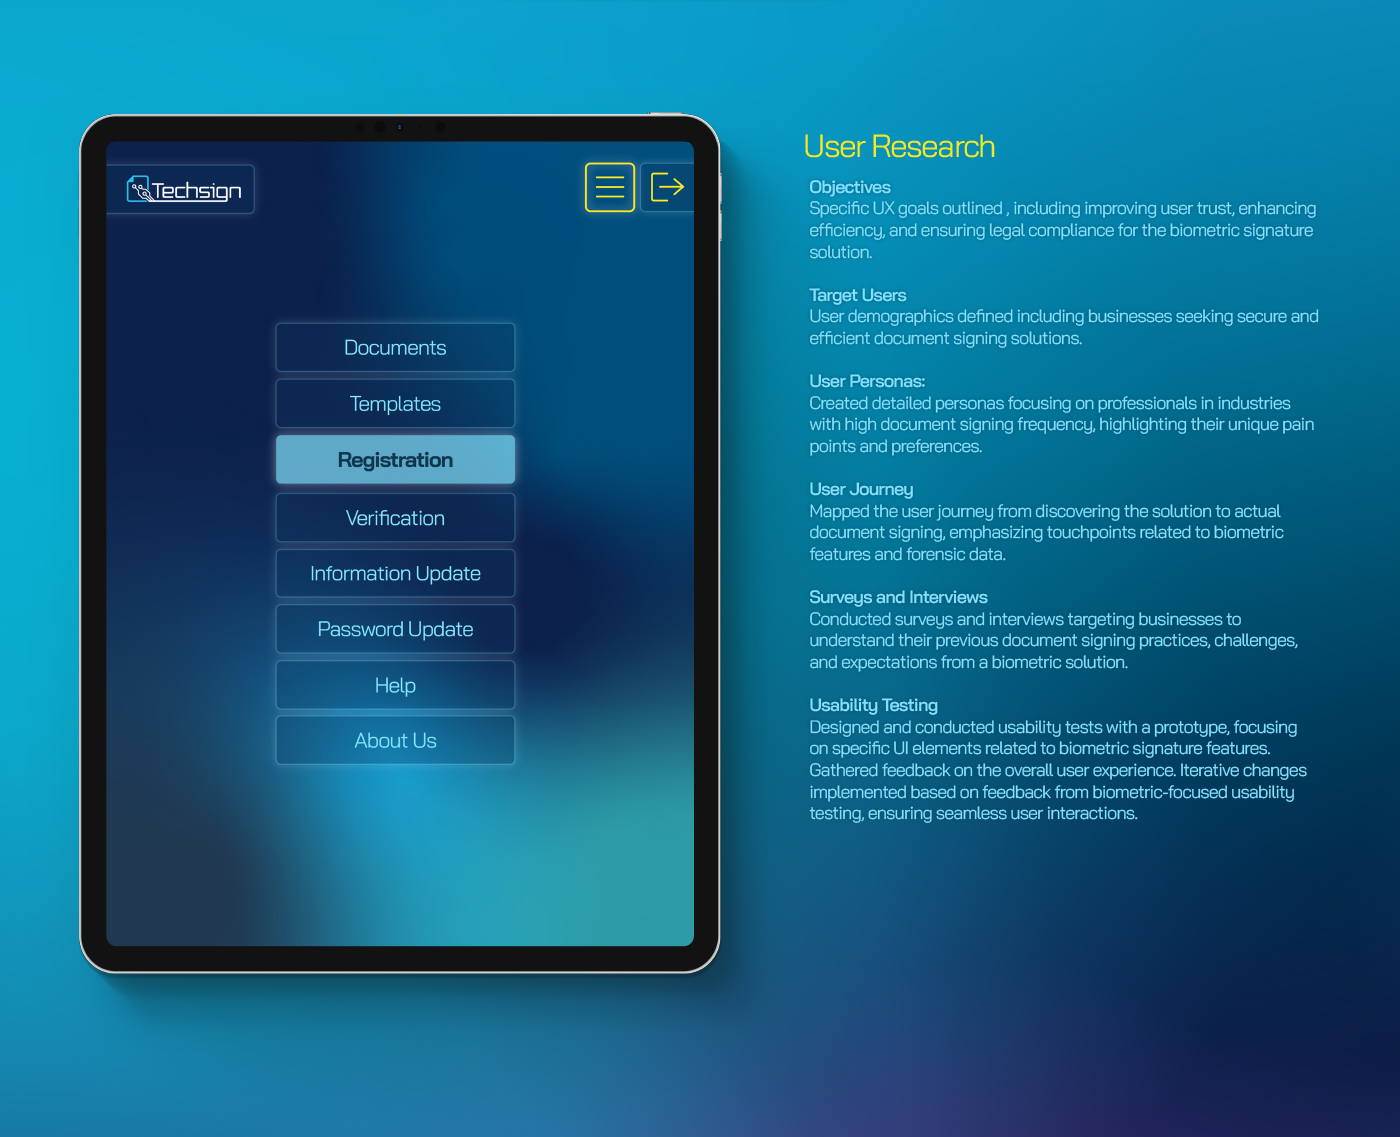 Techsign
Documents
Templates
Registration
Verification
Information Update
Password Update
Help
About Us
User Research
Objectives
Specific UX goals outlined , including improving user trust, enhancing
efficiency, and ensuring legal compliance for the biometric signature
solution.
Target Users
User demographics defined including businesses seeking secure and
efficient document signing solutions.
User Personas:
Created detailed personas focusing on professionals in industries
with high document signing frequency, highlighting their unique pain
points and preferences.
User Journey
Mapped the user journey from discovering the solution to actual
document signing, emphasizing touchpoints related to biometric
features and forensic data.
Surveys and Interviews
Conducted surveys and interviews targeting businesses to
understand their previous document signing practices, challenges,
and expectations from a biometric solution.
Usability Testing
Designed and conducted usability tests with a prototype, focusing
on specific UI elements related to biometric signature features.
Gathered feedback on the overall user experience. Iterative changes
implemented based on feedback from biometric-focused usability
testing, ensuring seamless user interactions.